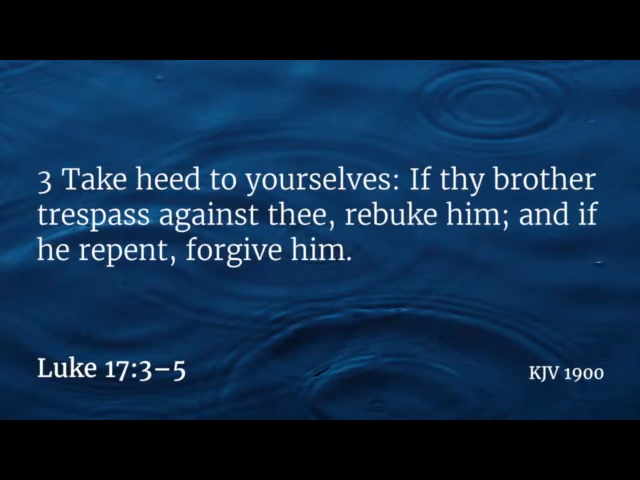 3 Take heed to yourselves: If thy brother
trespass against thee, rebuke him; and if
he repent, forgive him.
Luke 17:3–5
KJV 1900